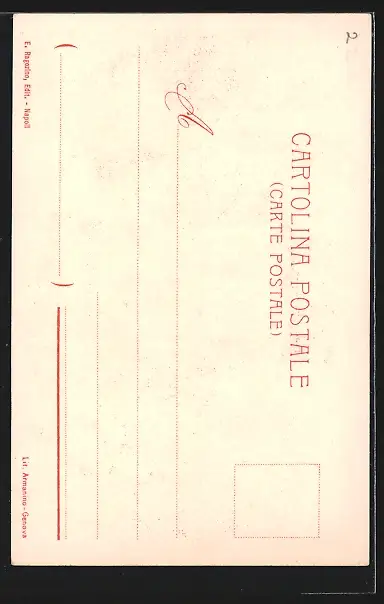 2
CARTOLINA POSTALE
(CARTE POSTALE)
A
( )
E. Ragozino, Edit. - Napoli
Lit. Armanino - Genova